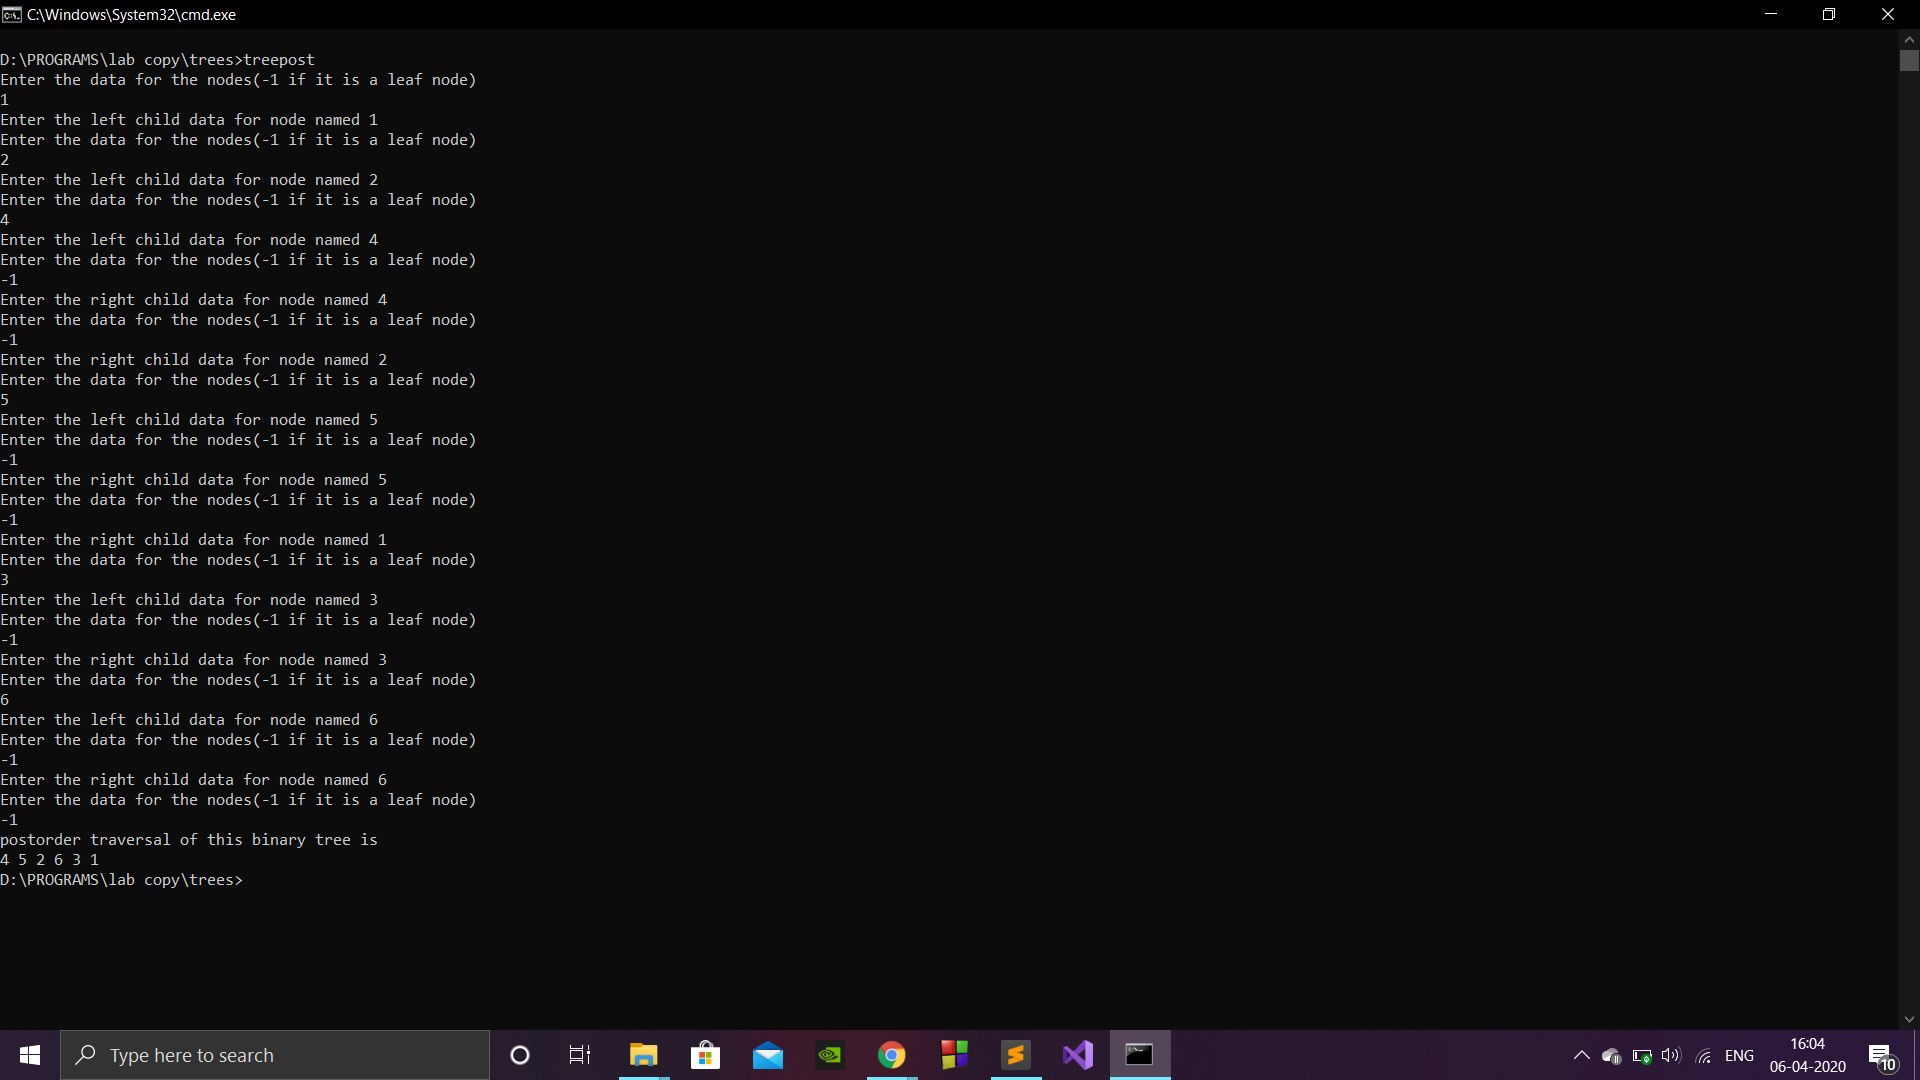 C:\Windows\System32\cmd.exe
D:\PROGRAMS\lab copy\trees>treepost
Enter the data for the nodes(-1 if it is a leaf node)
1
Enter the left child data for node named 1
Enter the data for the nodes(-1 if it is a leaf node)
2
Enter the left child data for node named 2
Enter the data for the nodes(-1 if it is a leaf node)
4
Enter the left child data for node named 4
Enter the data for the nodes(-1 if it is a leaf node)
-1
Enter the right child data for node named 4
Enter the data for the nodes(-1 if it is a leaf node)
-1
Enter the right child data for node named 2
Enter the data for the nodes(-1 if it is a leaf node)
5
Enter the left child data for node named 5
Enter the data for the nodes(-1 if it is a leaf node)
-1
Enter the right child data for node named 5
Enter the data for the nodes(-1 if it is a leaf node)
-1
Enter the right child data for node named 1
Enter the data for the nodes(-1 if it is a leaf node)
3
Enter the left child data for node named 3
Enter the data for the nodes(-1 if it is a leaf node)
-1
Enter the right child data for node named 3
Enter the data for the nodes(-1 if it is a leaf node)
6
Enter the left child data for node named 6
Enter the data for the nodes(-1 if it is a leaf node)
-1
Enter the right child data for node named 6
Enter the data for the nodes(-1 if it is a leaf node)
-1
postorder traversal of this binary tree is
4 5 2 6 3 1
D:\PROGRAMS\lab copy\trees>
Type here to search
ENG
16:04
06-04-2020
10